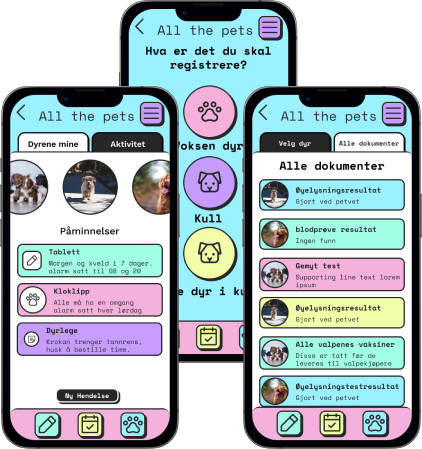 All the pets
Hva er det du skal
registrere?
Voksen dyr
Kull
e dyr i ku
All the pets
Dyrene mine
Aktivitet
Påminnelser
Tablett
Morgen og kveld i 7 dager.
alarm satt til 08 og 20
Kloklipp
Alle må ha en omgang
alarm satt hver lørdag
Dyrlege
Krokan trenger tannrens,
husk å bestille time.
Ny Hendelse
All the pets
Velg dyr
Alle dokumenter
Alle dokumenter
Øyelysningsresultat
Gjort ved petvet
blodprøve resultat
Ingen funn
Gemyt test
Supporting line text lorem
ipsum
Øyelysningsresultat
Gjort ved petvet
Alle valpenes vaksiner
Disse er tatt før de
leveres til valpekjøpere
Øyelysningstestresultat
Gjort ved petvet